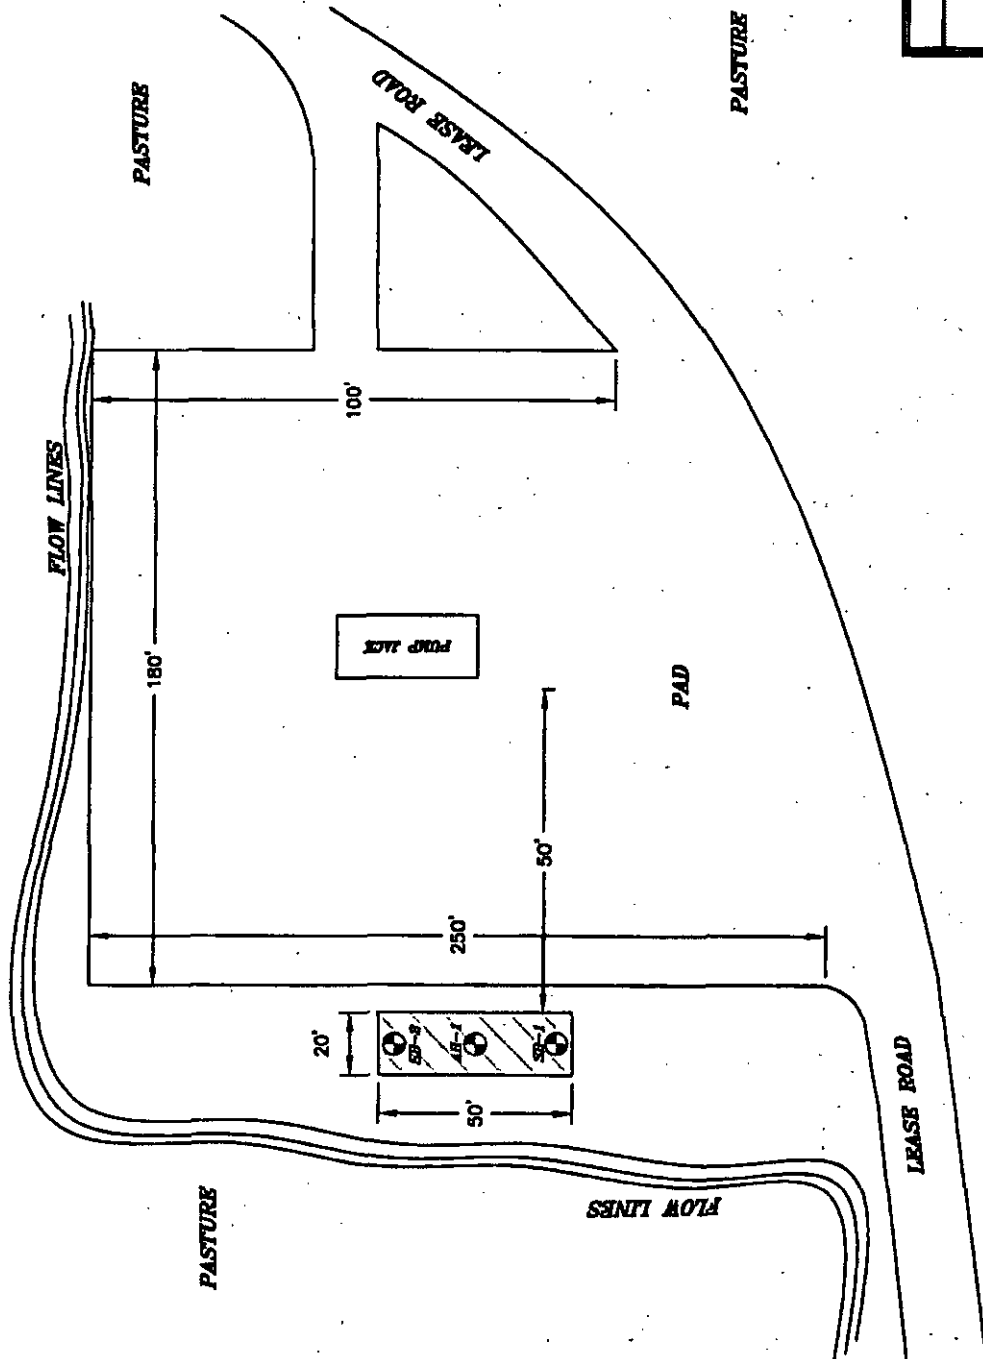 PASTURE
LEASE ROAD
PASTURE
FLOW LINES
100'
180'
PUMP JACK
PAD
50'
250'
20'
SB-2
AH-1
SB-1
50'
LEASE ROAD
FLOW LINES
PASTURE